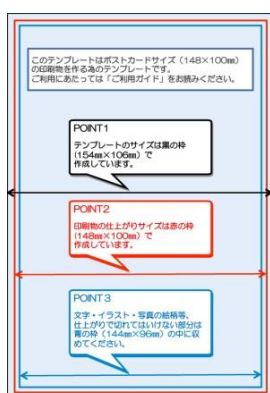 このテンプレートはポストカードサイズ（148×100㎜）
の印刷物を作る為のテンプレートです。
ご利用にあたっては「ご利用ガイド」をお読みください。
POINT1
テンプレートのサイズは黒の枠
(154㎜×106㎜）で
作成しています。
POINT2
印刷物の仕上がりサイズは赤の枠
(148㎜×100㎜）で
作成しています。
POINT3
文字・イラスト・写真の絵柄等、
仕上がりで切れてはいけない部分は
青の枠（144㎜×96㎜）の中に収
めてください。